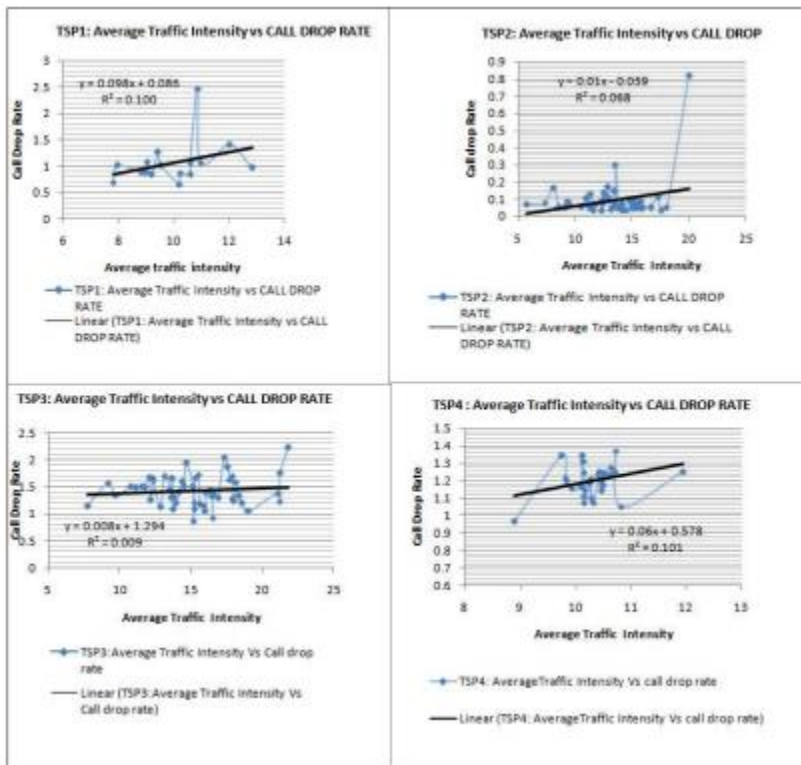 TSP1: Average Traffic Intensity vs CALL DROP RATE
y = 0.098x + 0.086
R² = 0.100
Call Drop Rate
3
2.5
2
1.5
1
0.5
0
6 8 10 12 14
Average traffic intensity
TSP1: Average Traffic Intensity vs CALL DROP
RATE
Linear (TSP1: Average Traffic Intensity vs CALL
DROP RATE)
TSP2: Average Traffic Intensity vs CALL DROP
y = 0.01x - 0.039
R² = 0.068
Call drop Rate
0.9
0.8
0.7
0.6
0.5
0.4
0.3
0.2
0.1
0
5 10 15 20 25
Average Traffic Intensity
TSP2: Average Traffic Intensity vs CALL DROP
RATE
Linear (TSP2: Average Traffic Intensity vs CALL
DROP RATE)
TSP3: Average Traffic Intensity vs CALL DROP RATE
Call Drop Rate
2.5
2
1.5
1
0.5
0
y = 0.008x + 1.294
R² = 0.009
5 10 15 20 25
Average Traffic Intensity
TSP3: Average Traffic Intensity Vs Call drop
rate
Linear (TSP3: Average Traffic Intensity Vs
Call drop rate)
TSP4 : Average Traffic Intensity vs CALL DROP RATE
Call Drop Rate
1.5
1.4
1.3
1.2
1.1
1
0.9
0.8
0.7
0.6
y = 0.06x + 0.578
R² = 0.101
8 9 10 11 12 13
Average Traffic Intensity
TSP4: AverageTraffic Intensity Vs call drop rate
Linear (TSP4: AverageTraffic Intensity Vs call drop rate)